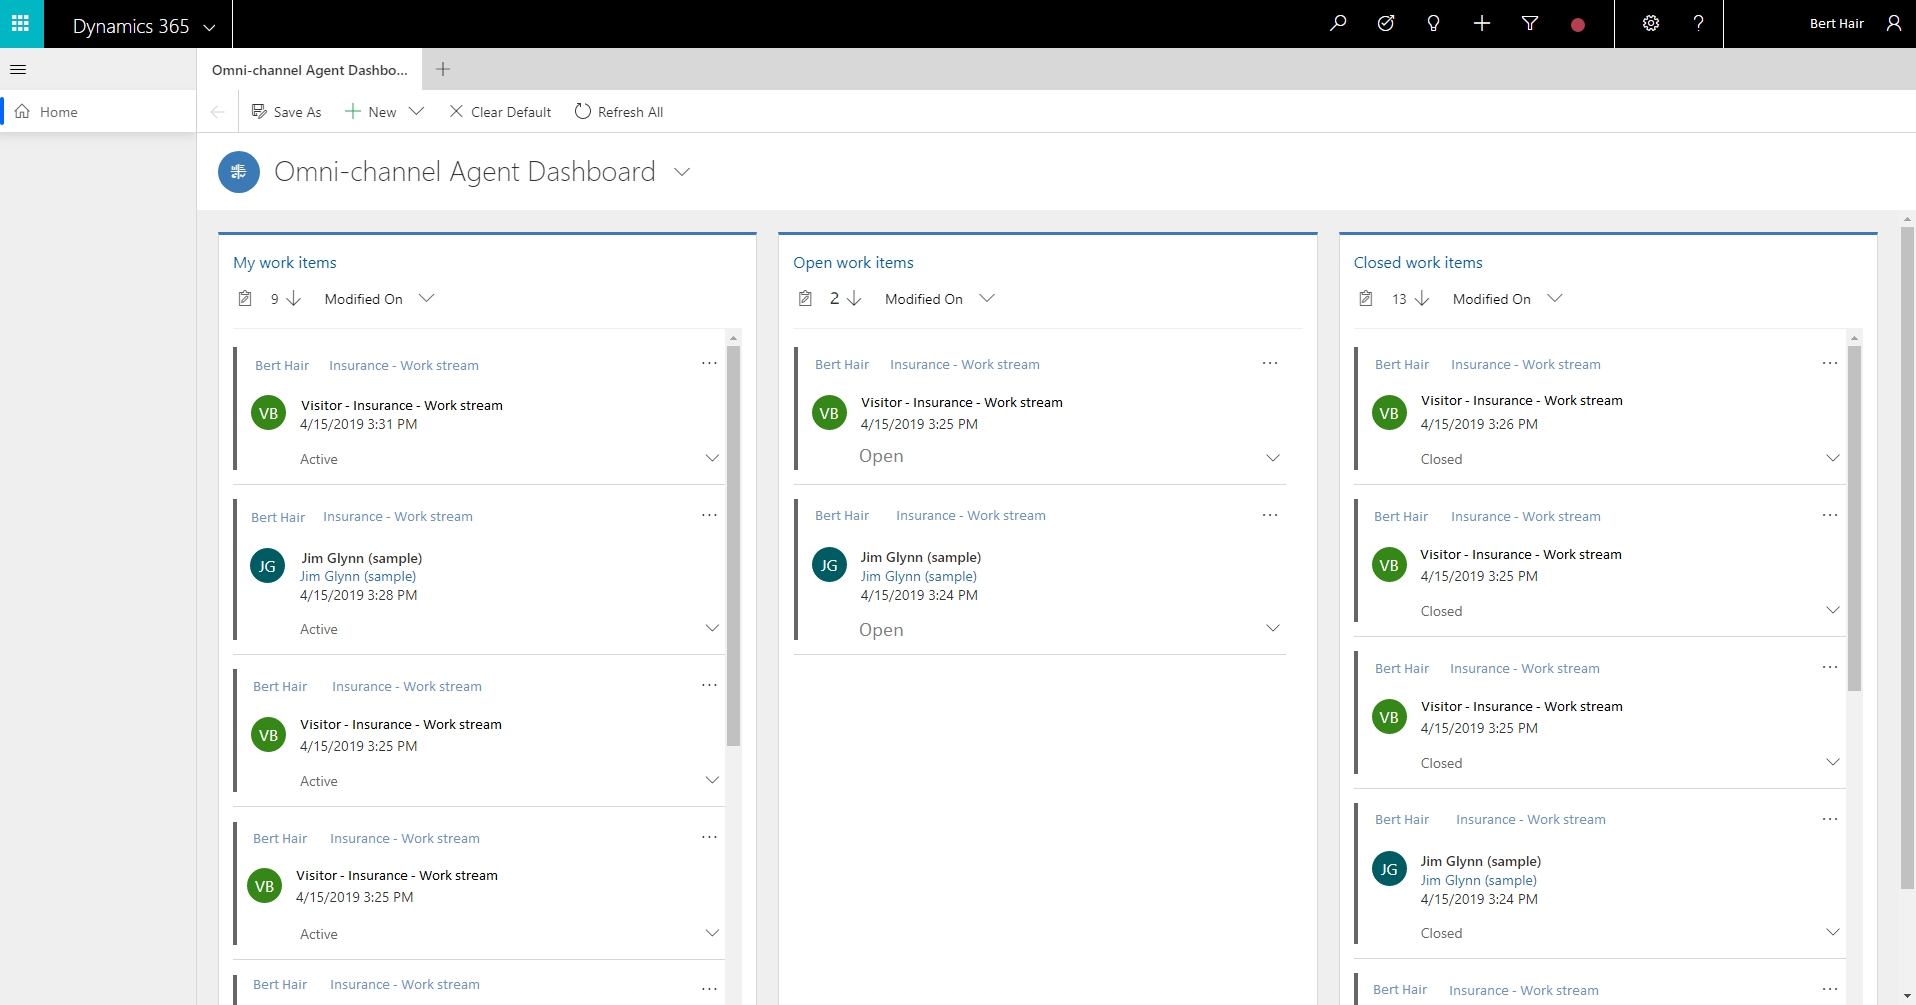 Dynamics 365
Bert Hair
Omni-channel Agent Dashbo...
Home
Save As
New
Clear Default
Refresh All
Omni-channel Agent Dashboard
My work items
9 Modified On
Bert Hair Insurance - Work stream
VB
Visitor - Insurance - Work stream
4/15/2019 3:31 PM
Active
Bert Hair Insurance - Work stream
JG
Jim Glynn (sample)
Jim Glynn (sample)
4/15/2019 3:28 PM
Active
Bert Hair Insurance - Work stream
VB
Visitor - Insurance - Work stream
4/15/2019 3:25 PM
Active
Bert Hair Insurance - Work stream
VB
Visitor - Insurance - Work stream
4/15/2019 3:25 PM
Active
Bert Hair Insurance - Work stream
Open work items
2 Modified On
Bert Hair Insurance - Work stream
VB
Visitor - Insurance - Work stream
4/15/2019 3:25 PM
Open
Bert Hair Insurance - Work stream
JG
Jim Glynn (sample)
Jim Glynn (sample)
4/15/2019 3:24 PM
Open
Closed work items
13 Modified On
Bert Hair Insurance - Work stream
VB
Visitor - Insurance - Work stream
4/15/2019 3:26 PM
Closed
Bert Hair Insurance - Work stream
VB
Visitor - Insurance - Work stream
4/15/2019 3:25 PM
Closed
Bert Hair Insurance - Work stream
VB
Visitor - Insurance - Work stream
4/15/2019 3:25 PM
Closed
Bert Hair Insurance - Work stream
JG
Jim Glynn (sample)
Jim Glynn (sample)
4/15/2019 3:24 PM
Closed
Bert Hair Insurance - Work stream